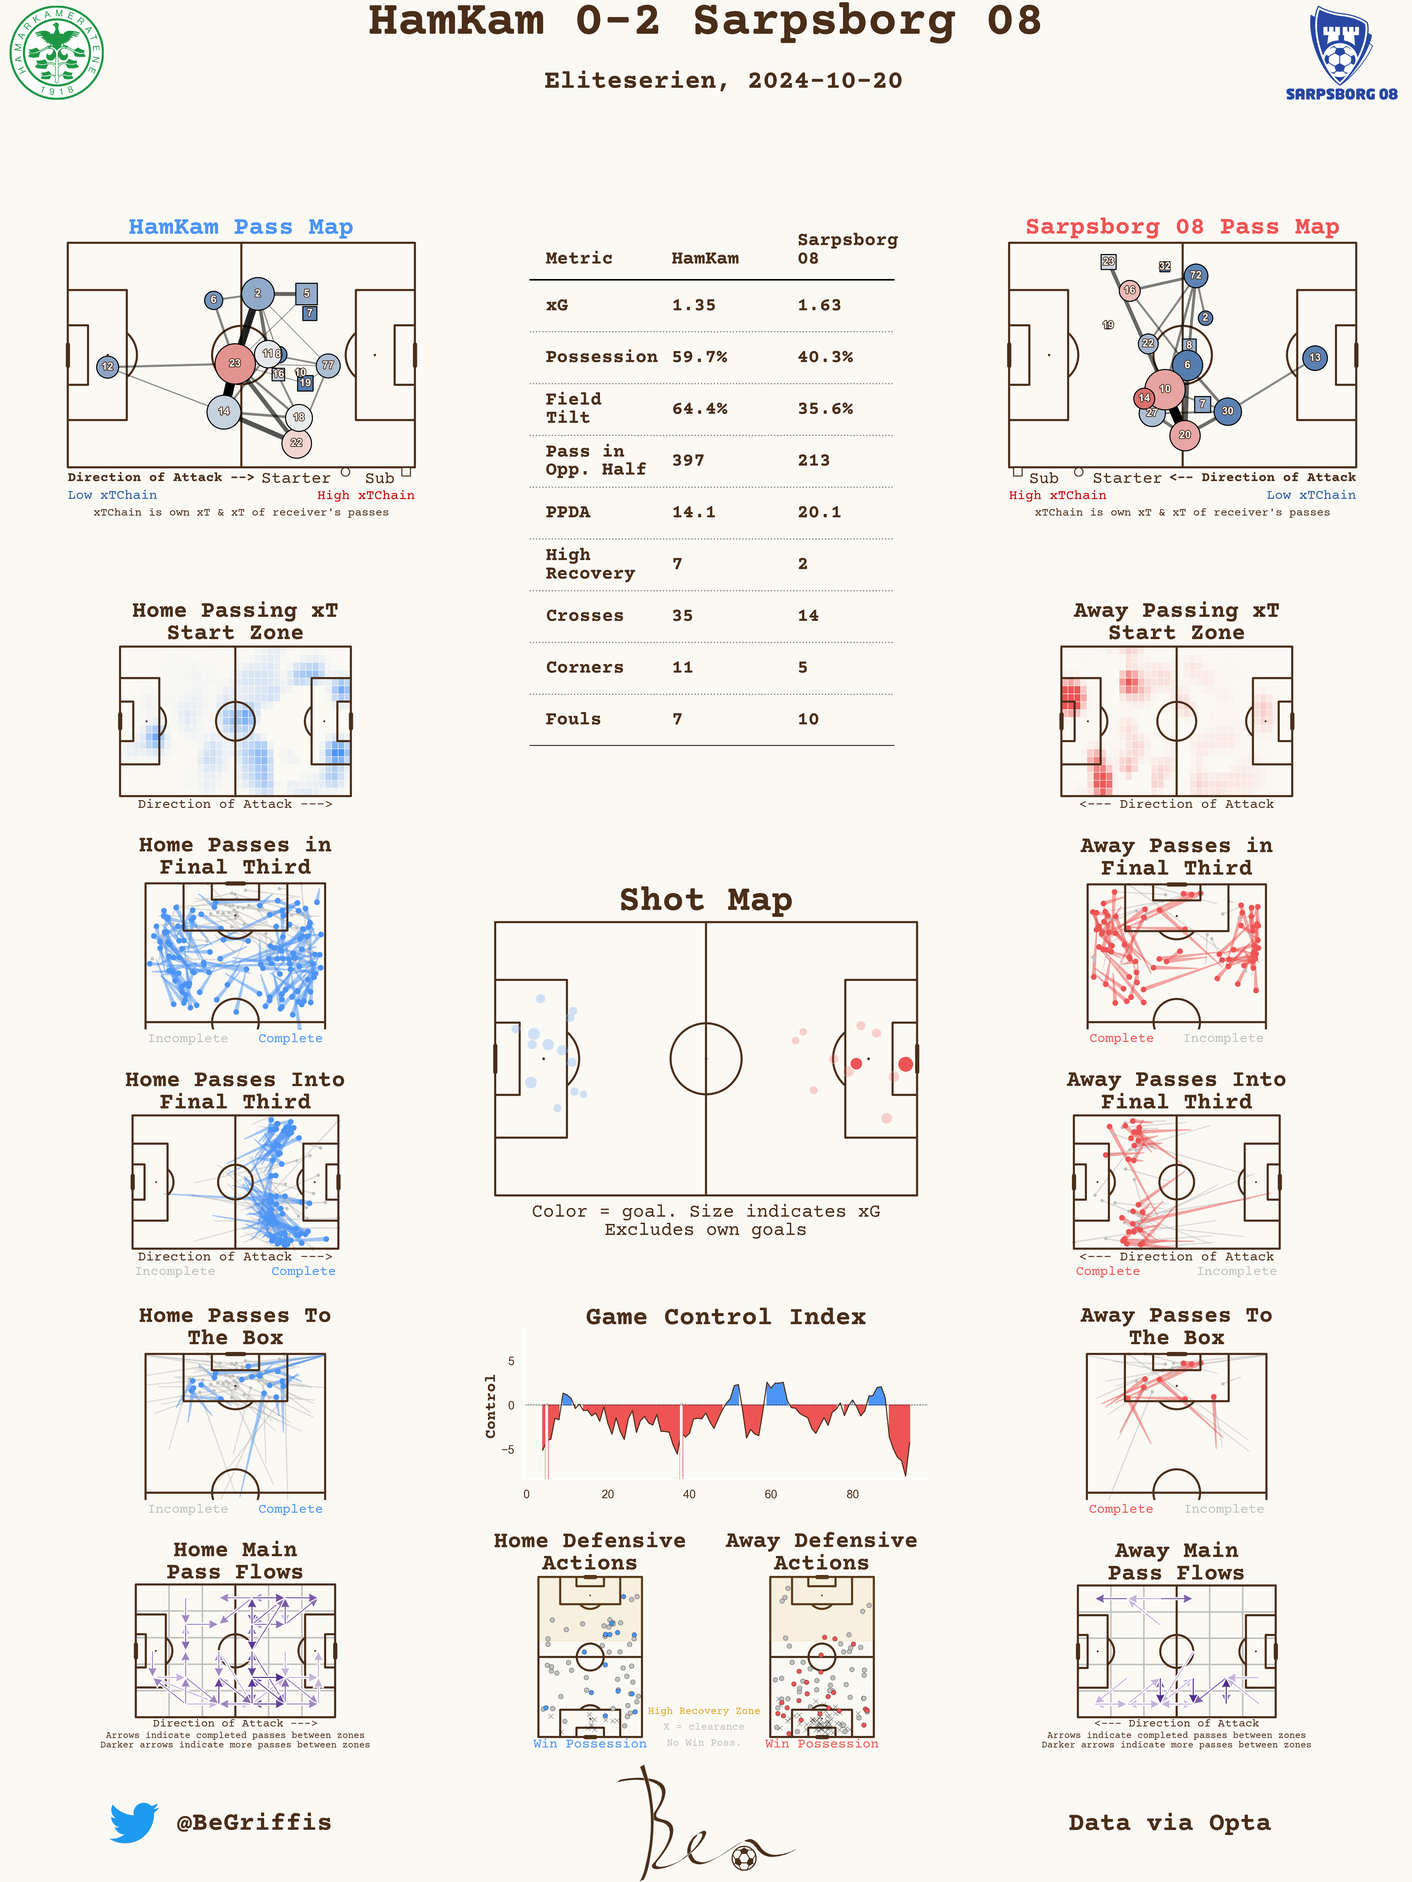 HamKam 0-2 Sarpsborg 08
Eliteserien, 2024-10-20
HAMARKAMERATENE
1918
SARPSBORG 08
HamKam Pass Map
6
2
5
7
12
23
11
8
16
10
19
77
14
18
22
Direction of Attack --> Starter Sub
Low xTChain High xTChain
xTChain is own xT & xT of receiver's passes
Metric HamKam Sarpsborg 08
xG 1.35 1.63
Possession 59.7% 40.3%
Field Tilt 64.4% 35.6%
Pass in Opp. Half 397 213
PPDA 14.1 20.1
High Recovery 7 2
Crosses 35 14
Corners 11 5
Fouls 7 10
Sarpsborg 08 Pass Map
23
32
72
16
2
19
22
8
6
13
10
14
27
7
30
20
Sub Starter <-- Direction of Attack
High xTChain Low xTChain
xTChain is own xT & xT of receiver's passes
Home Passing xT
Start Zone
Direction of Attack --->
Away Passing xT
Start Zone
<--- Direction of Attack
Home Passes in
Final Third
Incomplete Complete
Away Passes in
Final Third
Complete Incomplete
Shot Map
Color = goal. Size indicates xG
Excludes own goals
Home Passes Into
Final Third
Direction of Attack --->
Incomplete Complete
Away Passes Into
Final Third
<--- Direction of Attack
Complete Incomplete
Home Passes To
The Box
Incomplete Complete
Game Control Index
Control
5
0
−5
0 20 40 60 80
Away Passes To
The Box
Complete Incomplete
Home Main
Pass Flows
Direction of Attack --->
Arrows indicate completed passes between zones
Darker arrows indicate more passes between zones
Home Defensive
Actions
Win Possession
Away Defensive
Actions
Win Possession
High Recovery Zone
X = clearance
No Win Poss.
Away Main
Pass Flows
<--- Direction of Attack
Arrows indicate completed passes between zones
Darker arrows indicate more passes between zones
@BeGriffis
Ben
Data via Opta